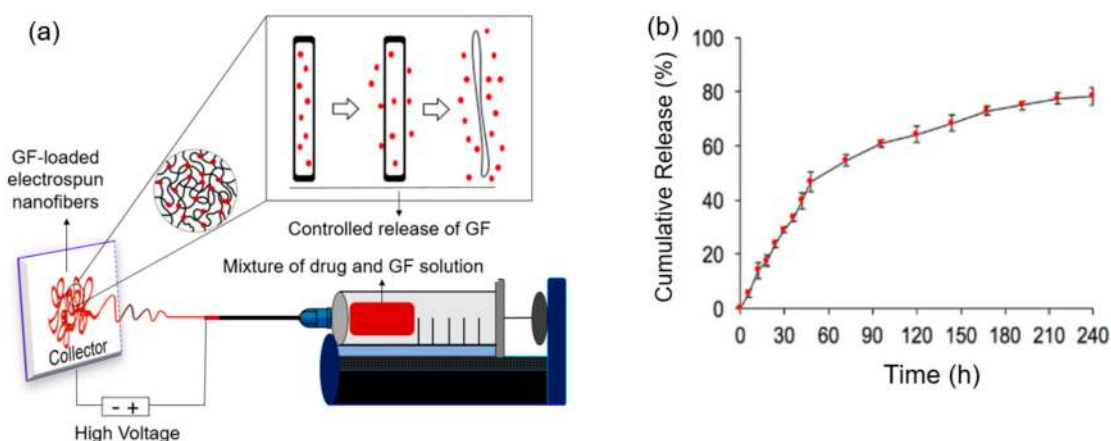 (a)
GF-loaded
electrospun
nanofibers
Controlled release of GF
Mixture of drug and GF solution
Collector
- +
High Voltage
(b)
Cumulative Release (%)
100
80
60
40
20
0
0 30 60 90 120 150 180 210 240
Time (h)